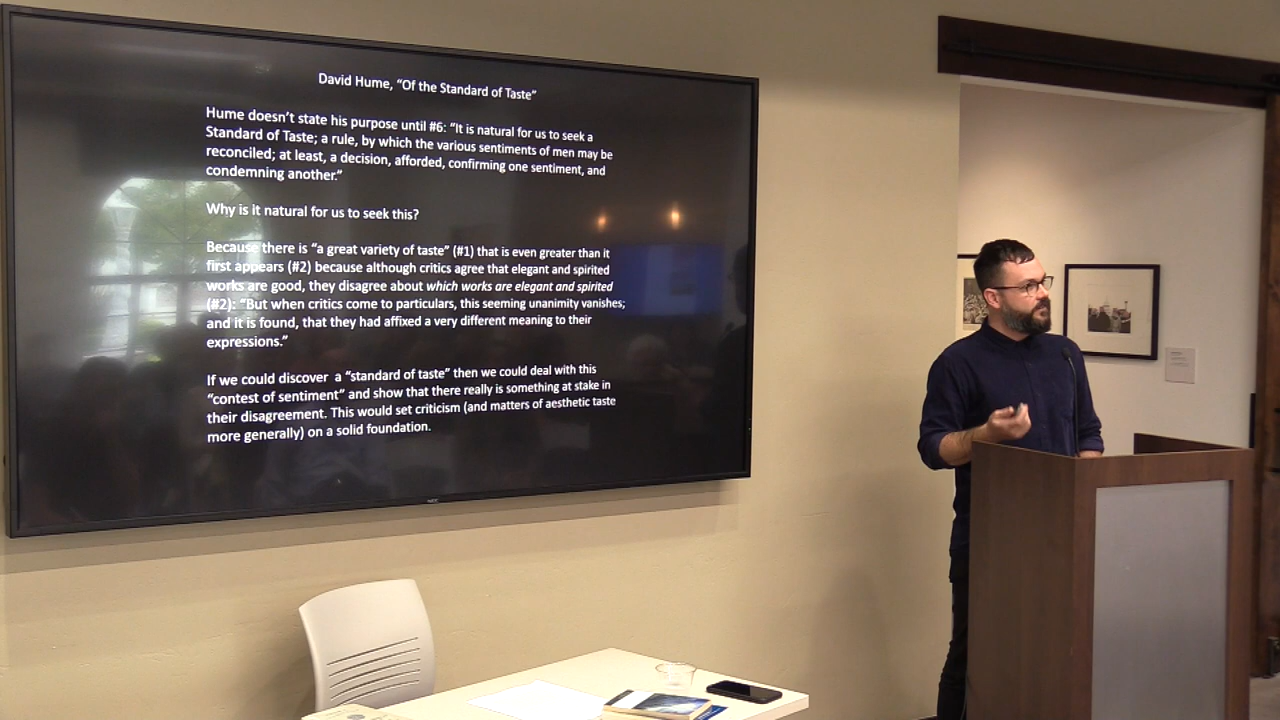 David Hume, “Of the Standard of Taste”
Hume doesn’t state his purpose until #6: “It is natural for us to seek a
Standard of Taste; a rule, by which the various sentiments of men may be
reconciled; at least, a decision, afforded, confirming one sentiment, and
condemning another.”
Why is it natural for us to seek this?
Because there is “a great variety of taste” (#1) that is even greater than it
first appears (#2) because although critics agree that elegant and spirited
works are good, they disagree about which works are elegant and spirited
(#2): “But when critics come to particulars, this seeming unanimity vanishes;
and it is found, that they had affixed a very different meaning to their
expressions.”
If we could discover a “standard of taste” then we could deal with this
“contest of sentiment” and show that there really is something at stake in
their disagreement. This would set criticism (and matters of aesthetic taste
more generally) on a solid foundation.